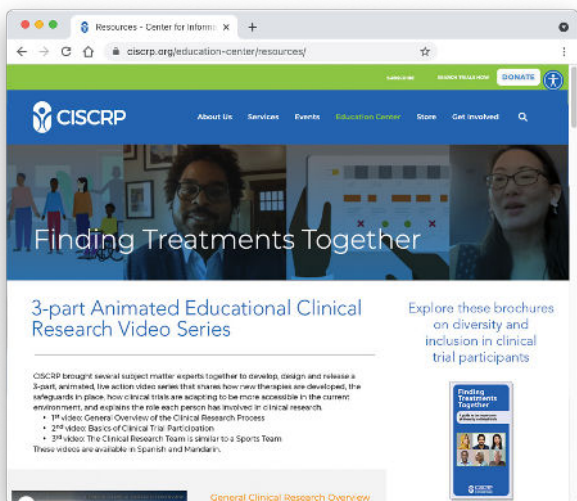 Resources - Center for Informe
ciscrp.org/education-center/resources/
SEARCH TRIALS NOW
DONATE
CISCRP
About Us
Services
Events
Education Center
Store
Get Involved
Finding Treatments Together
3-part Animated Educational Clinical
Research Video Series
CISCRP brought several subject matter experts together to develop, design and release a
3-part, animated, live action video series that shares how new therapies are developed, the
safeguards in place, how clinical trials are adapting to be more accessible in the current
environment, and explains the role each person has involved in clinical research.
• 1st video: General Overview of the Clinical Research Process
• 2nd video: Basics of Clinical Trial Participation
• 3rd video: The Clinical Research Team is similar to a Sports Team
These videos are available in Spanish and Mandarin.
General Clinical Research Overview
Explore these brochures
on diversity and
inclusion in clinical
trial participants
Finding
Treatments
Together
CISCRP